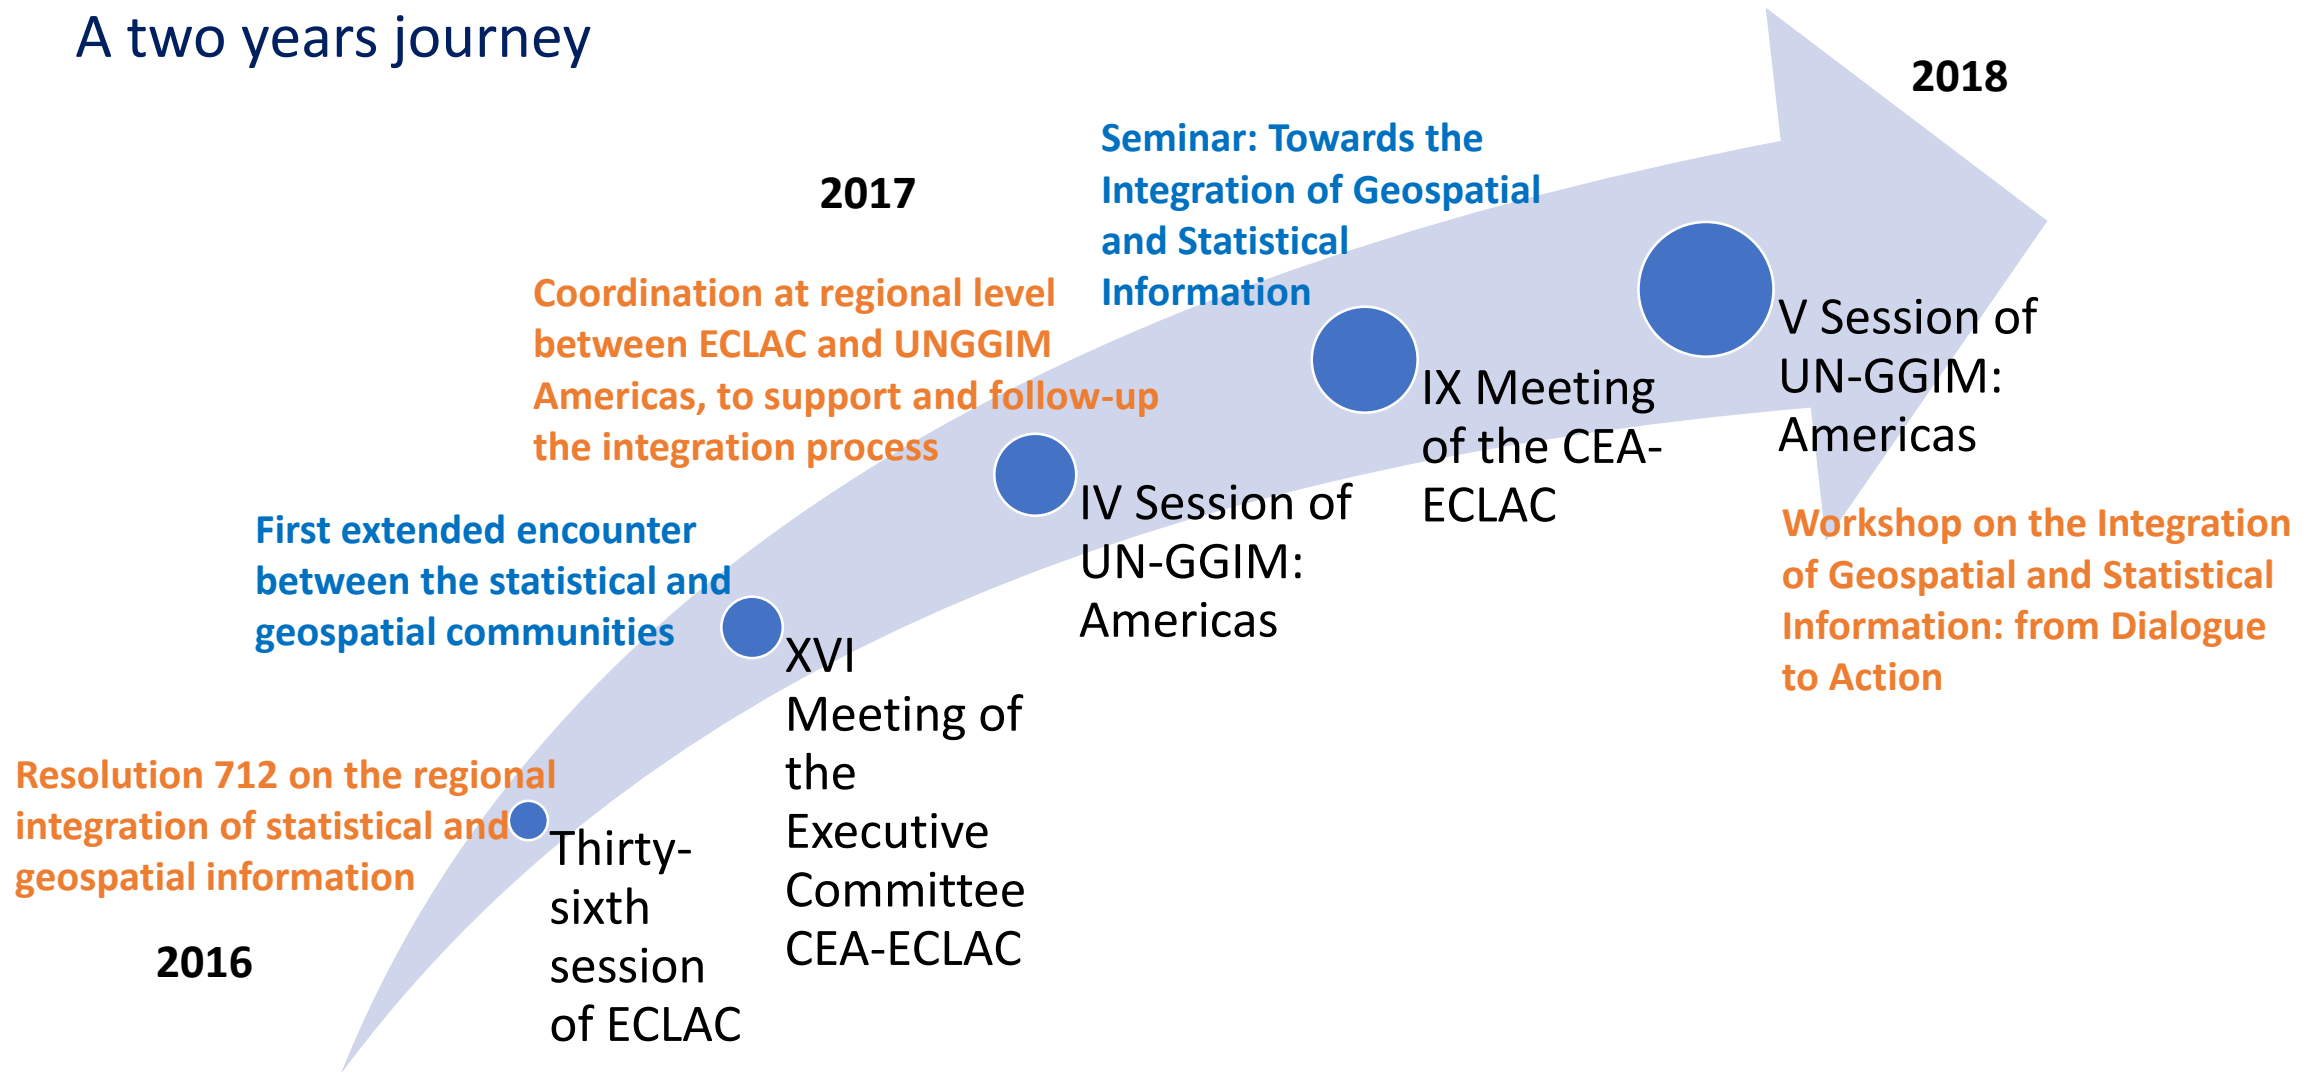 A two years journey
2018
2017
Seminar: Towards the
Integration of Geospatial
and Statistical
Information
Coordination at regional level
between ECLAC and UNGGIM
Americas, to support and follow-up
the integration process
V Session of
UN-GGIM:
Americas
IX Meeting
of the CEA-
ECLAC
IV Session of
UN-GGIM:
Americas
First extended encounter
between the statistical and
geospatial communities
Workshop on the Integration
of Geospatial and Statistical
Information: from Dialogue
to Action
XVI
Meeting of
the
Executive
Committee
CEA-ECLAC
Resolution 712 on the regional
integration of statistical and
geospatial information
Thirty-
sixth
session
of ECLAC
2016